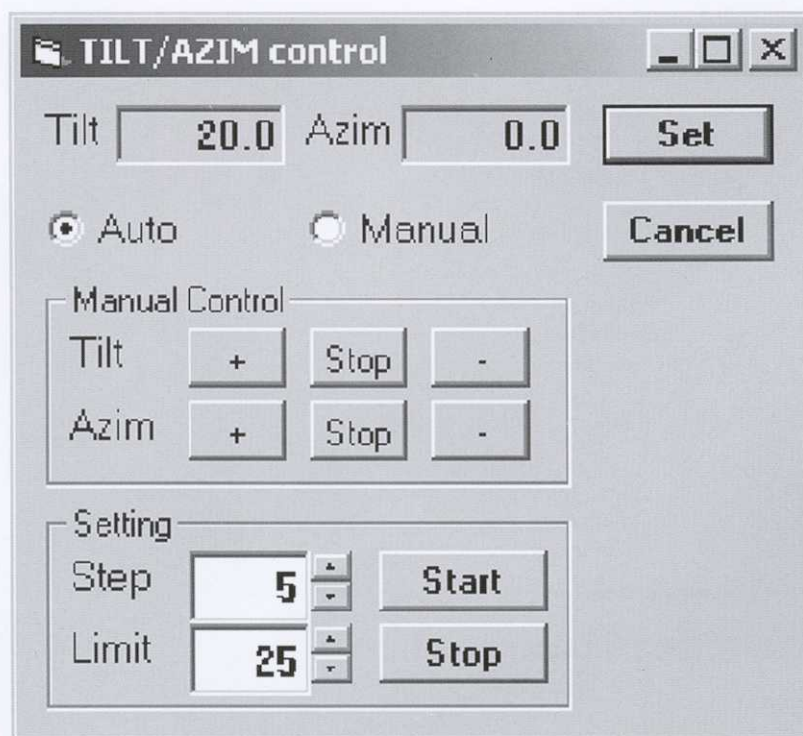 TILT/AZIM control
Tilt 20.0 Azim 0.0 Set
Auto Manual Cancel
Manual Control
Tilt + Stop -
Azim + Stop -
Setting
Step 5 Start
Limit 25 Stop